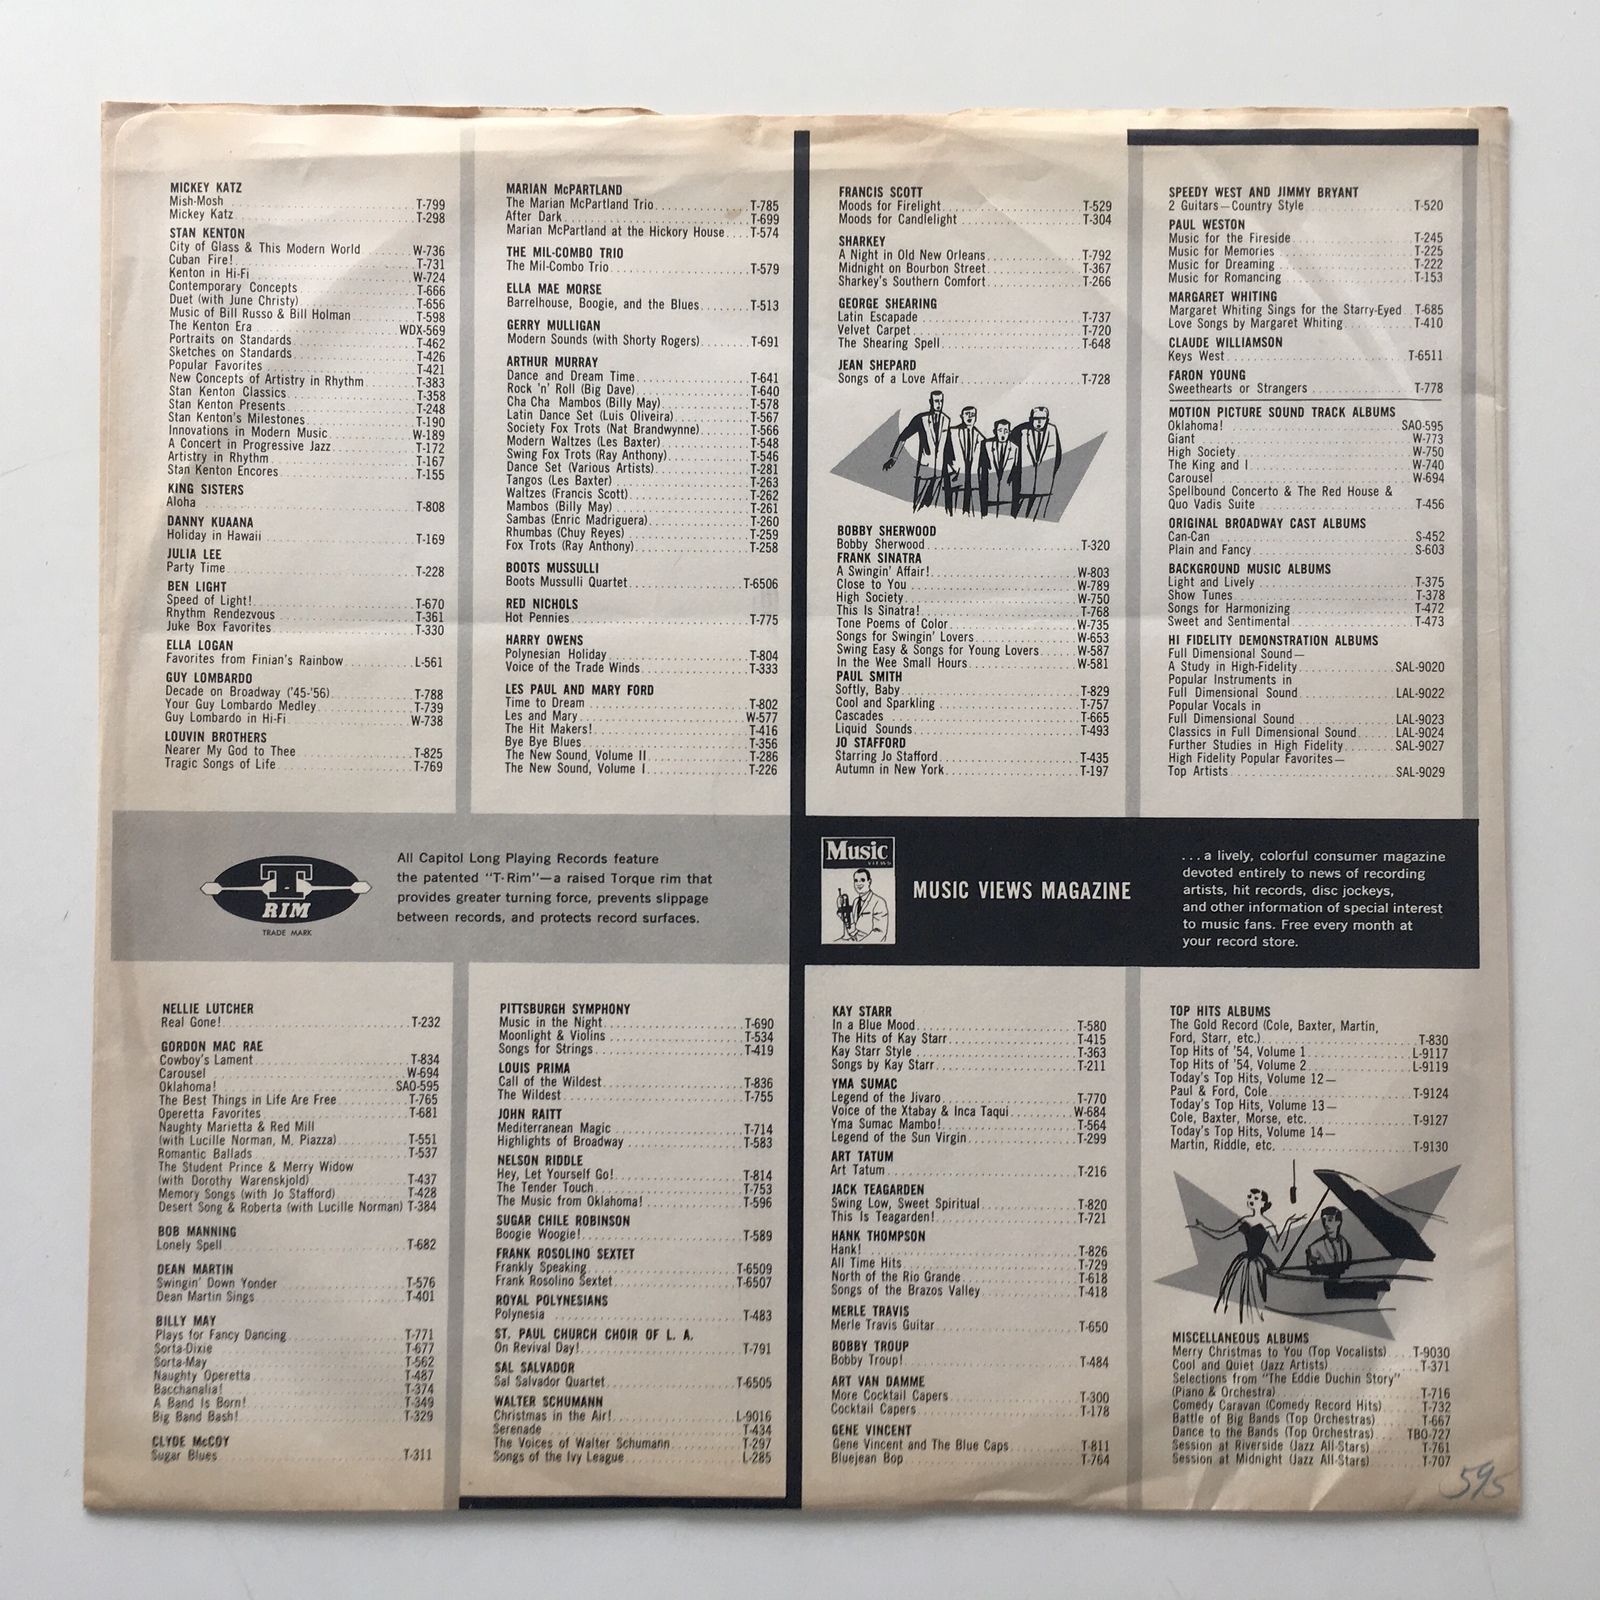 MICKEY KATZ
Mish-Mosh T-799
Mickey Katz T-298
STAN KENTON
City of Glass & This Modern World W-736
Cuban Fire! T-731
Kenton in Hi-Fi W-724
Contemporary Concepts T-666
Duet (with June Christy) T-656
Music of Bill Russo & Bill Holman T-598
The Kenton Era WDX-569
Portraits on Standards T-462
Sketches on Standards T-426
Popular Favorites T-421
New Concepts of Artistry in Rhythm T-383
Stan Kenton Classics T-358
Stan Kenton Presents T-248
Stan Kenton's Milestones T-190
Innovations in Modern Music W-189
A Concert in Progressive Jazz T-172
Artistry in Rhythm T-167
Stan Kenton Encores T-155
KING SISTERS
Aloha T-808
DANNY KUAANA
Holiday in Hawaii T-169
JULIA LEE
Party Time T-228
BEN LIGHT
Speed of Light! T-670
Rhythm Rendezvous T-361
Juke Box Favorites T-330
ELLA LOGAN
Favorites from Finian's Rainbow L-561
GUY LOMBARDO
Decade on Broadway ('45-'56) T-788
Your Guy Lombardo Medley T-739
Guy Lombardo in Hi-Fi W-738
LOUVIN BROTHERS
Nearer My God to Thee T-825
Tragic Songs of Life T-769
MARIAN McPARTLAND
The Marian McPartland Trio T-785
After Dark T-699
Marian McPartland at the Hickory House T-574
THE MIL-COMBO TRIO
The Mil-Combo Trio T-579
ELLA MAE MORSE
Barrelhouse, Boogie, and the Blues T-513
GERRY MULLIGAN
Modern Sounds (with Shorty Rogers) T-691
ARTHUR MURRAY
Dance and Dream Time T-641
Rock 'n' Roll (Big Dave) T-640
Cha Cha Mambos (Billy May) T-578
Latin Dance Set (Luis Oliveira) T-567
Society Fox Trots (Nat Brandwynne) T-566
Modern Waltzes (Les Baxter) T-548
Swing Fox Trots (Ray Anthony) T-546
Dance Set (Various Artists) T-281
Tangos (Les Baxter) T-263
Waltzes (Francis Scott) T-262
Mambos (Billy May) T-261
Sambas (Enric Madriguera) T-260
Rhumbas (Chuy Reyes) T-259
Fox Trots (Ray Anthony) T-258
BOOTS MUSSULLI
Boots Mussulli Quartet T-6506
RED NICHOLS
Hot Pennies T-775
HARRY OWENS
Polynesian Holiday T-804
Voice of the Trade Winds T-333
LES PAUL AND MARY FORD
Time to Dream T-802
Les and Mary W-577
The Hit Makers! T-416
Bye Bye Blues T-356
The New Sound, Volume II T-286
The New Sound, Volume I T-226
FRANCIS SCOTT
Moods for Firelight T-529
Moods for Candlelight T-304
SHARKEY
A Night in Old New Orleans T-792
Midnight on Bourbon Street T-367
Sharkey's Southern Comfort T-266
GEORGE SHEARING
Latin Escapade T-737
Velvet Carpet T-720
The Shearing Spell T-648
JEAN SHEPARD
Songs of a Love Affair T-728
BOBBY SHERWOOD
Bobby Sherwood T-320
FRANK SINATRA
A Swingin' Affair! W-803
Close to You W-789
High Society W-750
This Is Sinatra! T-768
Tone Poems of Color W-735
Songs for Swingin' Lovers W-653
Swing Easy & Songs for Young Lovers W-587
In the Wee Small Hours W-581
PAUL SMITH
Softly, Baby T-829
Cool and Sparkling T-757
Cascades T-665
Liquid Sounds T-493
JO STAFFORD
Starring Jo Stafford T-435
Autumn in New York T-197
SPEEDY WEST AND JIMMY BRYANT
2 Guitars—Country Style T-520
PAUL WESTON
Music for the Fireside T-245
Music for Memories T-225
Music for Dreaming T-222
Music for Romancing T-153
MARGARET WHITING
Margaret Whiting Sings for the Starry-Eyed T-685
Love Songs by Margaret Whiting T-410
CLAUDE WILLIAMSON
Keys West T-6511
FARON YOUNG
Sweethearts or Strangers T-778
MOTION PICTURE SOUND TRACK ALBUMS
Oklahoma! SAO-595
Giant W-773
High Society W-750
The King and I W-740
Carousel W-694
Spellbound Concerto & The Red House &
Quo Vadis Suite T-456
ORIGINAL BROADWAY CAST ALBUMS
Can-Can S-452
Plain and Fancy S-603
BACKGROUND MUSIC ALBUMS
Light and Lively T-375
Show Tunes T-378
Songs for Harmonizing T-472
Sweet and Sentimental T-473
HI FIDELITY DEMONSTRATION ALBUMS
Full Dimensional Sound—
A Study in High-Fidelity SAL-9020
Popular Instruments in
Full Dimensional Sound LAL-9022
Popular Vocals in
Full Dimensional Sound LAL-9023
Classics in Full Dimensional Sound LAL-9024
Further Studies in High Fidelity SAL-9027
High Fidelity Popular Favorites—
Top Artists SAL-9029
T-RIM
TRADE MARK
All Capitol Long Playing Records feature
the patented "T-Rim"—a raised Torque rim that
provides greater turning force, prevents slippage
between records, and protects record surfaces.
Music
VIEWS
MUSIC VIEWS MAGAZINE
...a lively, colorful consumer magazine
devoted entirely to news of recording
artists, hit records, disc jockeys,
and other information of special interest
to music fans. Free every month at
your record store.
NELLIE LUTCHER
Real Gone! T-232
GORDON MAC RAE
Cowboy's Lament T-834
Carousel W-694
Oklahoma! SAO-595
The Best Things in Life Are Free T-765
Operetta Favorites T-681
Naughty Marietta & Red Mill
(with Lucille Norman, M. Piazza) T-551
Romantic Ballads T-537
The Student Prince & Merry Widow
(with Dorothy Warenskjold) T-437
Memory Songs (with Jo Stafford) T-428
Desert Song & Roberta (with Lucille Norman) T-384
BOB MANNING
Lonely Spell T-682
DEAN MARTIN
Swingin' Down Yonder T-576
Dean Martin Sings T-401
BILLY MAY
Plays for Fancy Dancing T-771
Sorta-Dixie T-677
Sorta-May T-562
Naughty Operetta T-487
Bacchanalia! T-374
A Band Is Born! T-349
Big Band Bash! T-329
CLYDE McCOY
Sugar Blues T-311
PITTSBURGH SYMPHONY
Music in the Night T-690
Moonlight & Violins T-534
Songs for Strings T-419
LOUIS PRIMA
Call of the Wildest T-836
The Wildest T-755
JOHN RAITT
Mediterranean Magic T-714
Highlights of Broadway T-583
NELSON RIDDLE
Hey, Let Yourself Go! T-814
The Tender Touch T-753
The Music from Oklahoma! T-596
SUGAR CHILE ROBINSON
Boogie Woogie! T-589
FRANK ROSOLINO SEXTET
Frankly Speaking T-6509
Frank Rosolino Sextet T-6507
ROYAL POLYNESIANS
Polynesia T-483
ST. PAUL CHURCH CHOIR OF L. A.
On Revival Day! T-791
SAL SALVADOR
Sal Salvador Quartet T-6505
WALTER SCHUMANN
Christmas in the Air! L-9016
Serenade T-434
The Voices of Walter Schumann T-297
Songs of the Ivy League L-285
KAY STARR
In a Blue Mood T-580
The Hits of Kay Starr T-415
Kay Starr Style T-363
Songs by Kay Starr T-211
YMA SUMAC
Legend of the Jivaro T-770
Voice of the Xtabay & Inca Taqui W-684
Yma Sumac Mambo! T-564
Legend of the Sun Virgin T-299
ART TATUM
Art Tatum T-216
JACK TEAGARDEN
Swing Low, Sweet Spiritual T-820
This Is Teagarden! T-721
HANK THOMPSON
Hank! T-826
All Time Hits T-729
North of the Rio Grande T-618
Songs of the Brazos Valley T-418
MERLE TRAVIS
Merle Travis Guitar T-650
BOBBY TROUP
Bobby Troup! T-484
ART VAN DAMME
More Cocktail Capers T-300
Cocktail Capers T-178
GENE VINCENT
Gene Vincent and The Blue Caps T-811
Bluejean Bop T-764
TOP HITS ALBUMS
The Gold Record (Cole, Baxter, Martin,
Ford, Starr, etc.) T-830
Top Hits of '54, Volume 1 L-9117
Top Hits of '54, Volume 2 L-9119
Today's Top Hits, Volume 12—
Paul & Ford, Cole T-9124
Today's Top Hits, Volume 13—
Cole, Baxter, Morse, etc. T-9127
Today's Top Hits, Volume 14—
Martin, Riddle, etc. T-9130
MISCELLANEOUS ALBUMS
Merry Christmas to You (Top Vocalists) T-9030
Cool and Quiet (Jazz Artists) T-371
Selections from "The Eddie Duchin Story"
(Piano & Orchestra) T-716
Comedy Caravan (Comedy Record Hits) T-732
Battle of Big Bands (Top Orchestras) T-667
Dance to the Bands (Top Orchestras) TBO-727
Session at Riverside (Jazz All-Stars) T-761
Session at Midnight (Jazz All-Stars) T-707
595